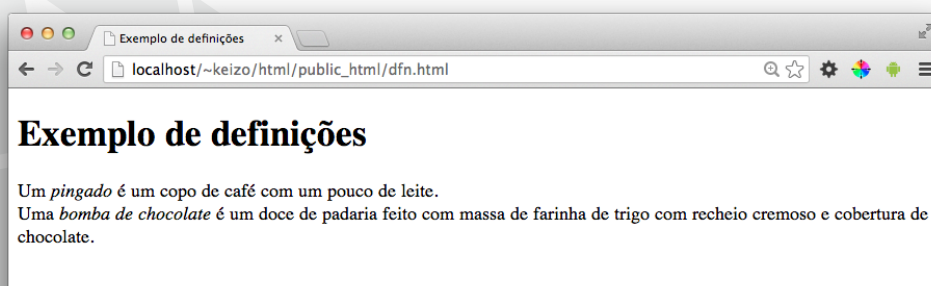 Exemplo de definições
localhost/~keizo/html/public_html/dfn.html
Exemplo de definições
Um pingado é um copo de café com um pouco de leite.
Uma bomba de chocolate é um doce de padaria feito com massa de farinha de trigo com recheio cremoso e cobertura de
chocolate.